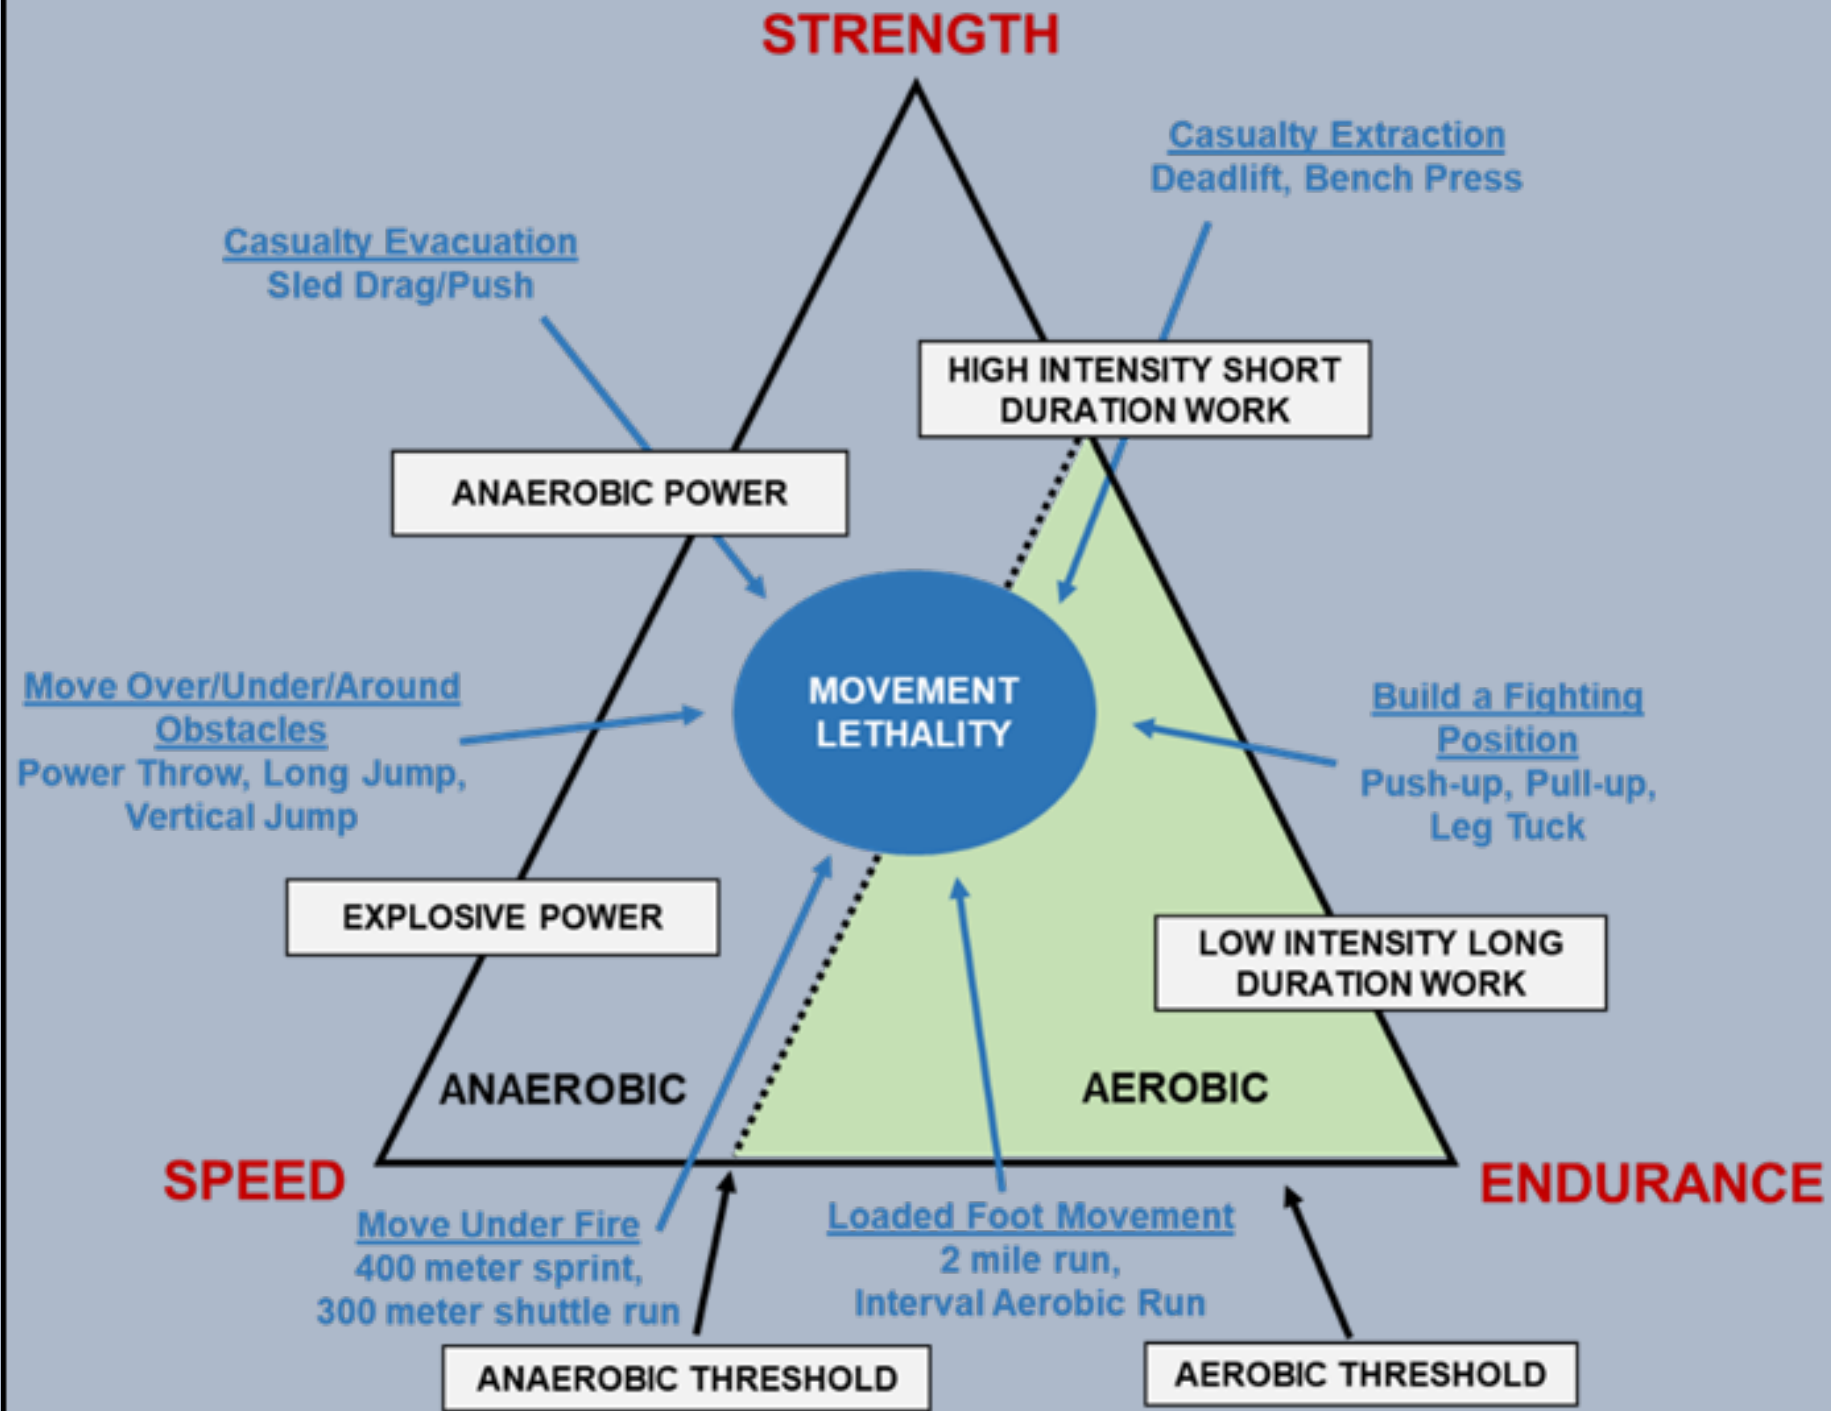 STRENGTH
Casualty Extraction
Deadlift, Bench Press
Casualty Evacuation
Sled Drag/Push
HIGH INTENSITY SHORT
DURATION WORK
ANAEROBIC POWER
MOVEMENT
LETHALITY
Move Over/Under/Around
Obstacles
Power Throw, Long Jump,
Vertical Jump
Build a Fighting
Position
Push-up, Pull-up,
Leg Tuck
EXPLOSIVE POWER
LOW INTENSITY LONG
DURATION WORK
ANAEROBIC
AEROBIC
SPEED
ENDURANCE
Move Under Fire
400 meter sprint,
300 meter shuttle run
Loaded Foot Movement
2 mile run,
Interval Aerobic Run
ANAEROBIC THRESHOLD
AEROBIC THRESHOLD